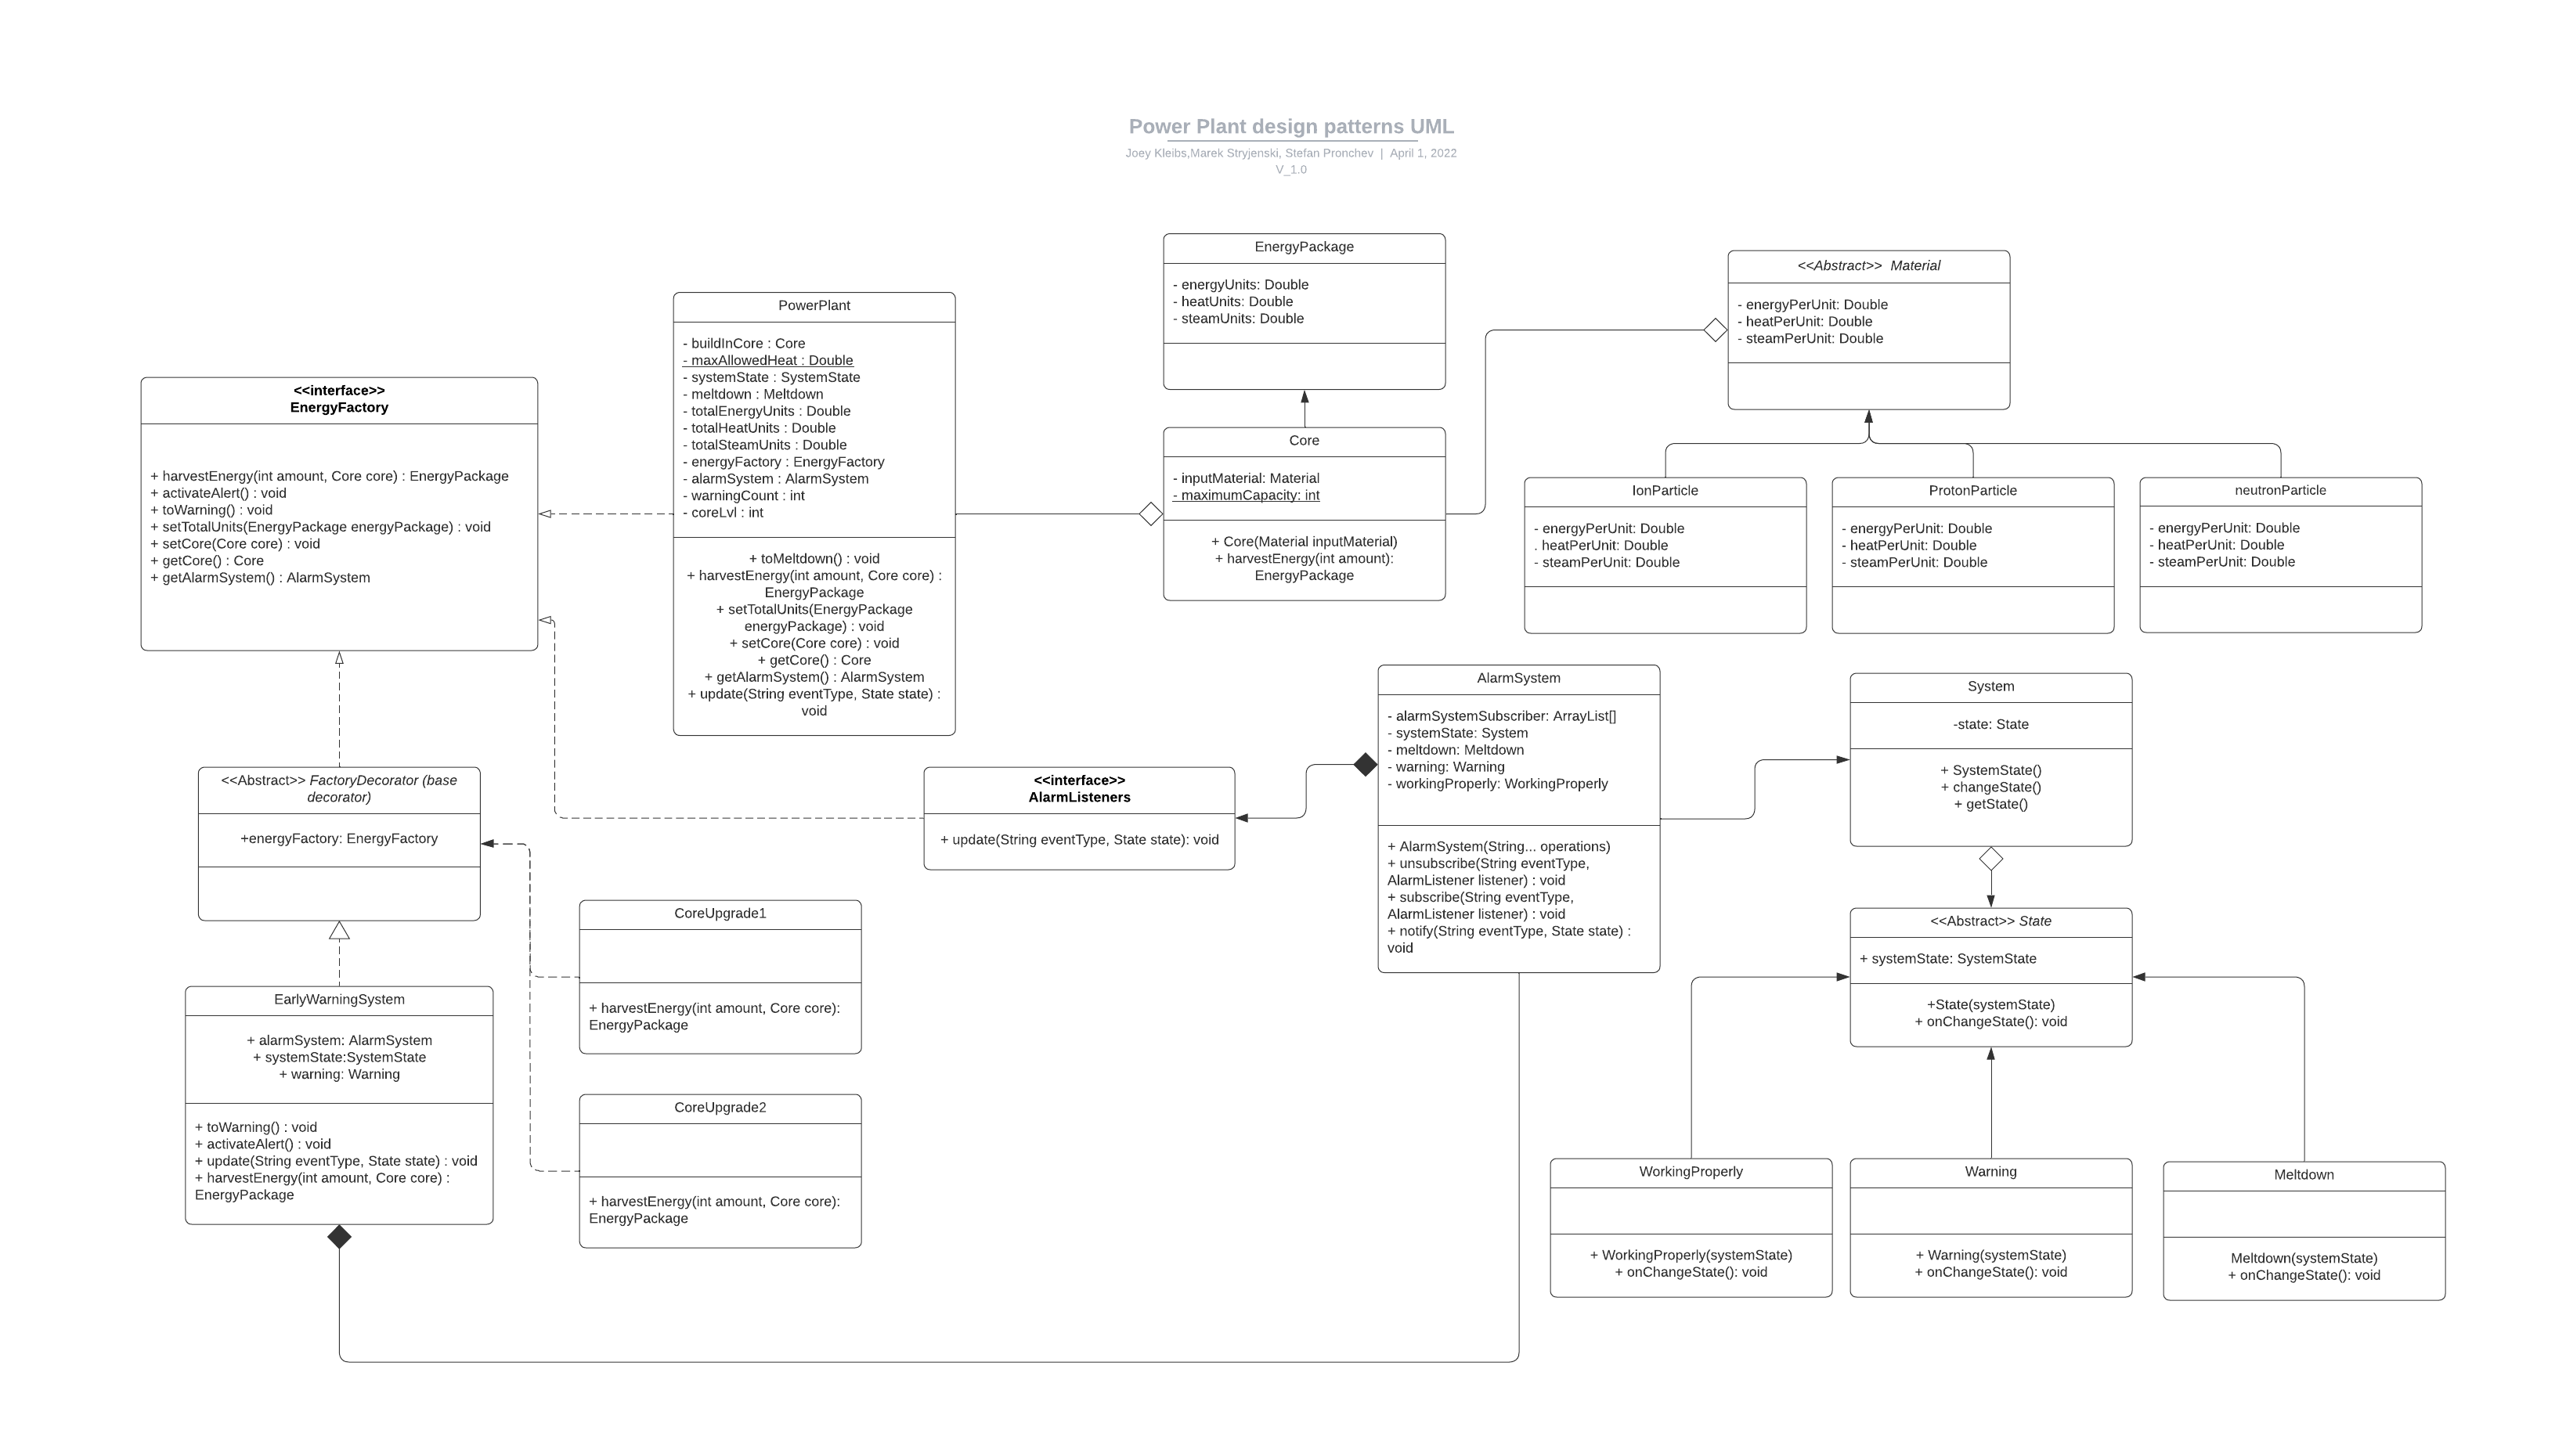 Power Plant design patterns UML
Joey Kleibs,Marek Stryjenski, Stefan Pronchev | April 1, 2022
V_1.0
<<interface>>
EnergyFactory
+ harvestEnergy(int amount, Core core) : EnergyPackage
+ activateAlert() : void
+ toWarning() : void
+ setTotalUnits(EnergyPackage energyPackage) : void
+ setCore(Core core) : void
+ getCore() : Core
+ getAlarmSystem() : AlarmSystem
PowerPlant
- buildInCore : Core
- maxAllowedHeat : Double
- systemState : SystemState
- meltdown : Meltdown
- totalEnergyUnits : Double
- totalHeatUnits : Double
- totalSteamUnits : Double
- energyFactory : EnergyFactory
- alarmSystem : AlarmSystem
- warningCount : int
- coreLvl : int
+ toMeltdown() : void
+ harvestEnergy(int amount, Core core) :
EnergyPackage
+ setTotalUnits(EnergyPackage
energyPackage) : void
+ setCore(Core core) : void
+ getCore() : Core
+ getAlarmSystem() : AlarmSystem
+ update(String eventType, State state) :
void
EnergyPackage
- energyUnits: Double
- heatUnits: Double
- steamUnits: Double
Core
- inputMaterial: Material
- maximumCapacity: int
+ Core(Material inputMaterial)
+ harvestEnergy(int amount):
EnergyPackage
<<Abstract>> Material
- energyPerUnit: Double
- heatPerUnit: Double
- steamPerUnit: Double
IonParticle
- energyPerUnit: Double
. heatPerUnit: Double
- steamPerUnit: Double
ProtonParticle
- energyPerUnit: Double
- heatPerUnit: Double
- steamPerUnit: Double
neutronParticle
- energyPerUnit: Double
- heatPerUnit: Double
- steamPerUnit: Double
<<Abstract>> FactoryDecorator (base
decorator)
+energyFactory: EnergyFactory
<<interface>>
AlarmListeners
+ update(String eventType, State state): void
AlarmSystem
- alarmSystemSubscriber: ArrayList[]
- systemState: System
- meltdown: Meltdown
- warning: Warning
- workingProperly: WorkingProperly
+ AlarmSystem(String... operations)
+ unsubscribe(String eventType,
AlarmListener listener) : void
+ subscribe(String eventType,
AlarmListener listener) : void
+ notify(String eventType, State state) :
void
System
-state: State
+ SystemState()
+ changeState()
+ getState()
<<Abstract>> State
+ systemState: SystemState
+State(systemState)
+ onChangeState(): void
EarlyWarningSystem
+ alarmSystem: AlarmSystem
+ systemState:SystemState
+ warning: Warning
+ toWarning() : void
+ activateAlert() : void
+ update(String eventType, State state) : void
+ harvestEnergy(int amount, Core core) :
EnergyPackage
CoreUpgrade1
+ harvestEnergy(int amount, Core core):
EnergyPackage
CoreUpgrade2
+ harvestEnergy(int amount, Core core):
EnergyPackage
WorkingProperly
+ WorkingProperly(systemState)
+ onChangeState(): void
Warning
+ Warning(systemState)
+ onChangeState(): void
Meltdown
Meltdown(systemState)
+ onChangeState(): void